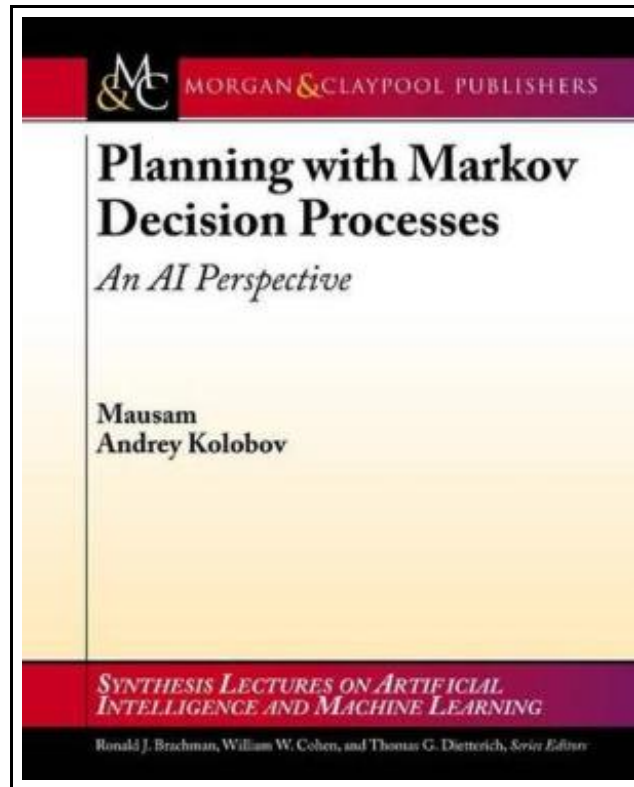 M&C MORGAN&CLAYPOOL PUBLISHERS
Planning with Markov
Decision Processes
An AI Perspective
Mausam
Andrey Kolobov
SYNTHESIS LECTURES ON ARTIFICIAL
INTELLIGENCE AND MACHINE LEARNING
Ronald J. Brachman, William W. Cohen, and Thomas G. Dietterich, Series Editors